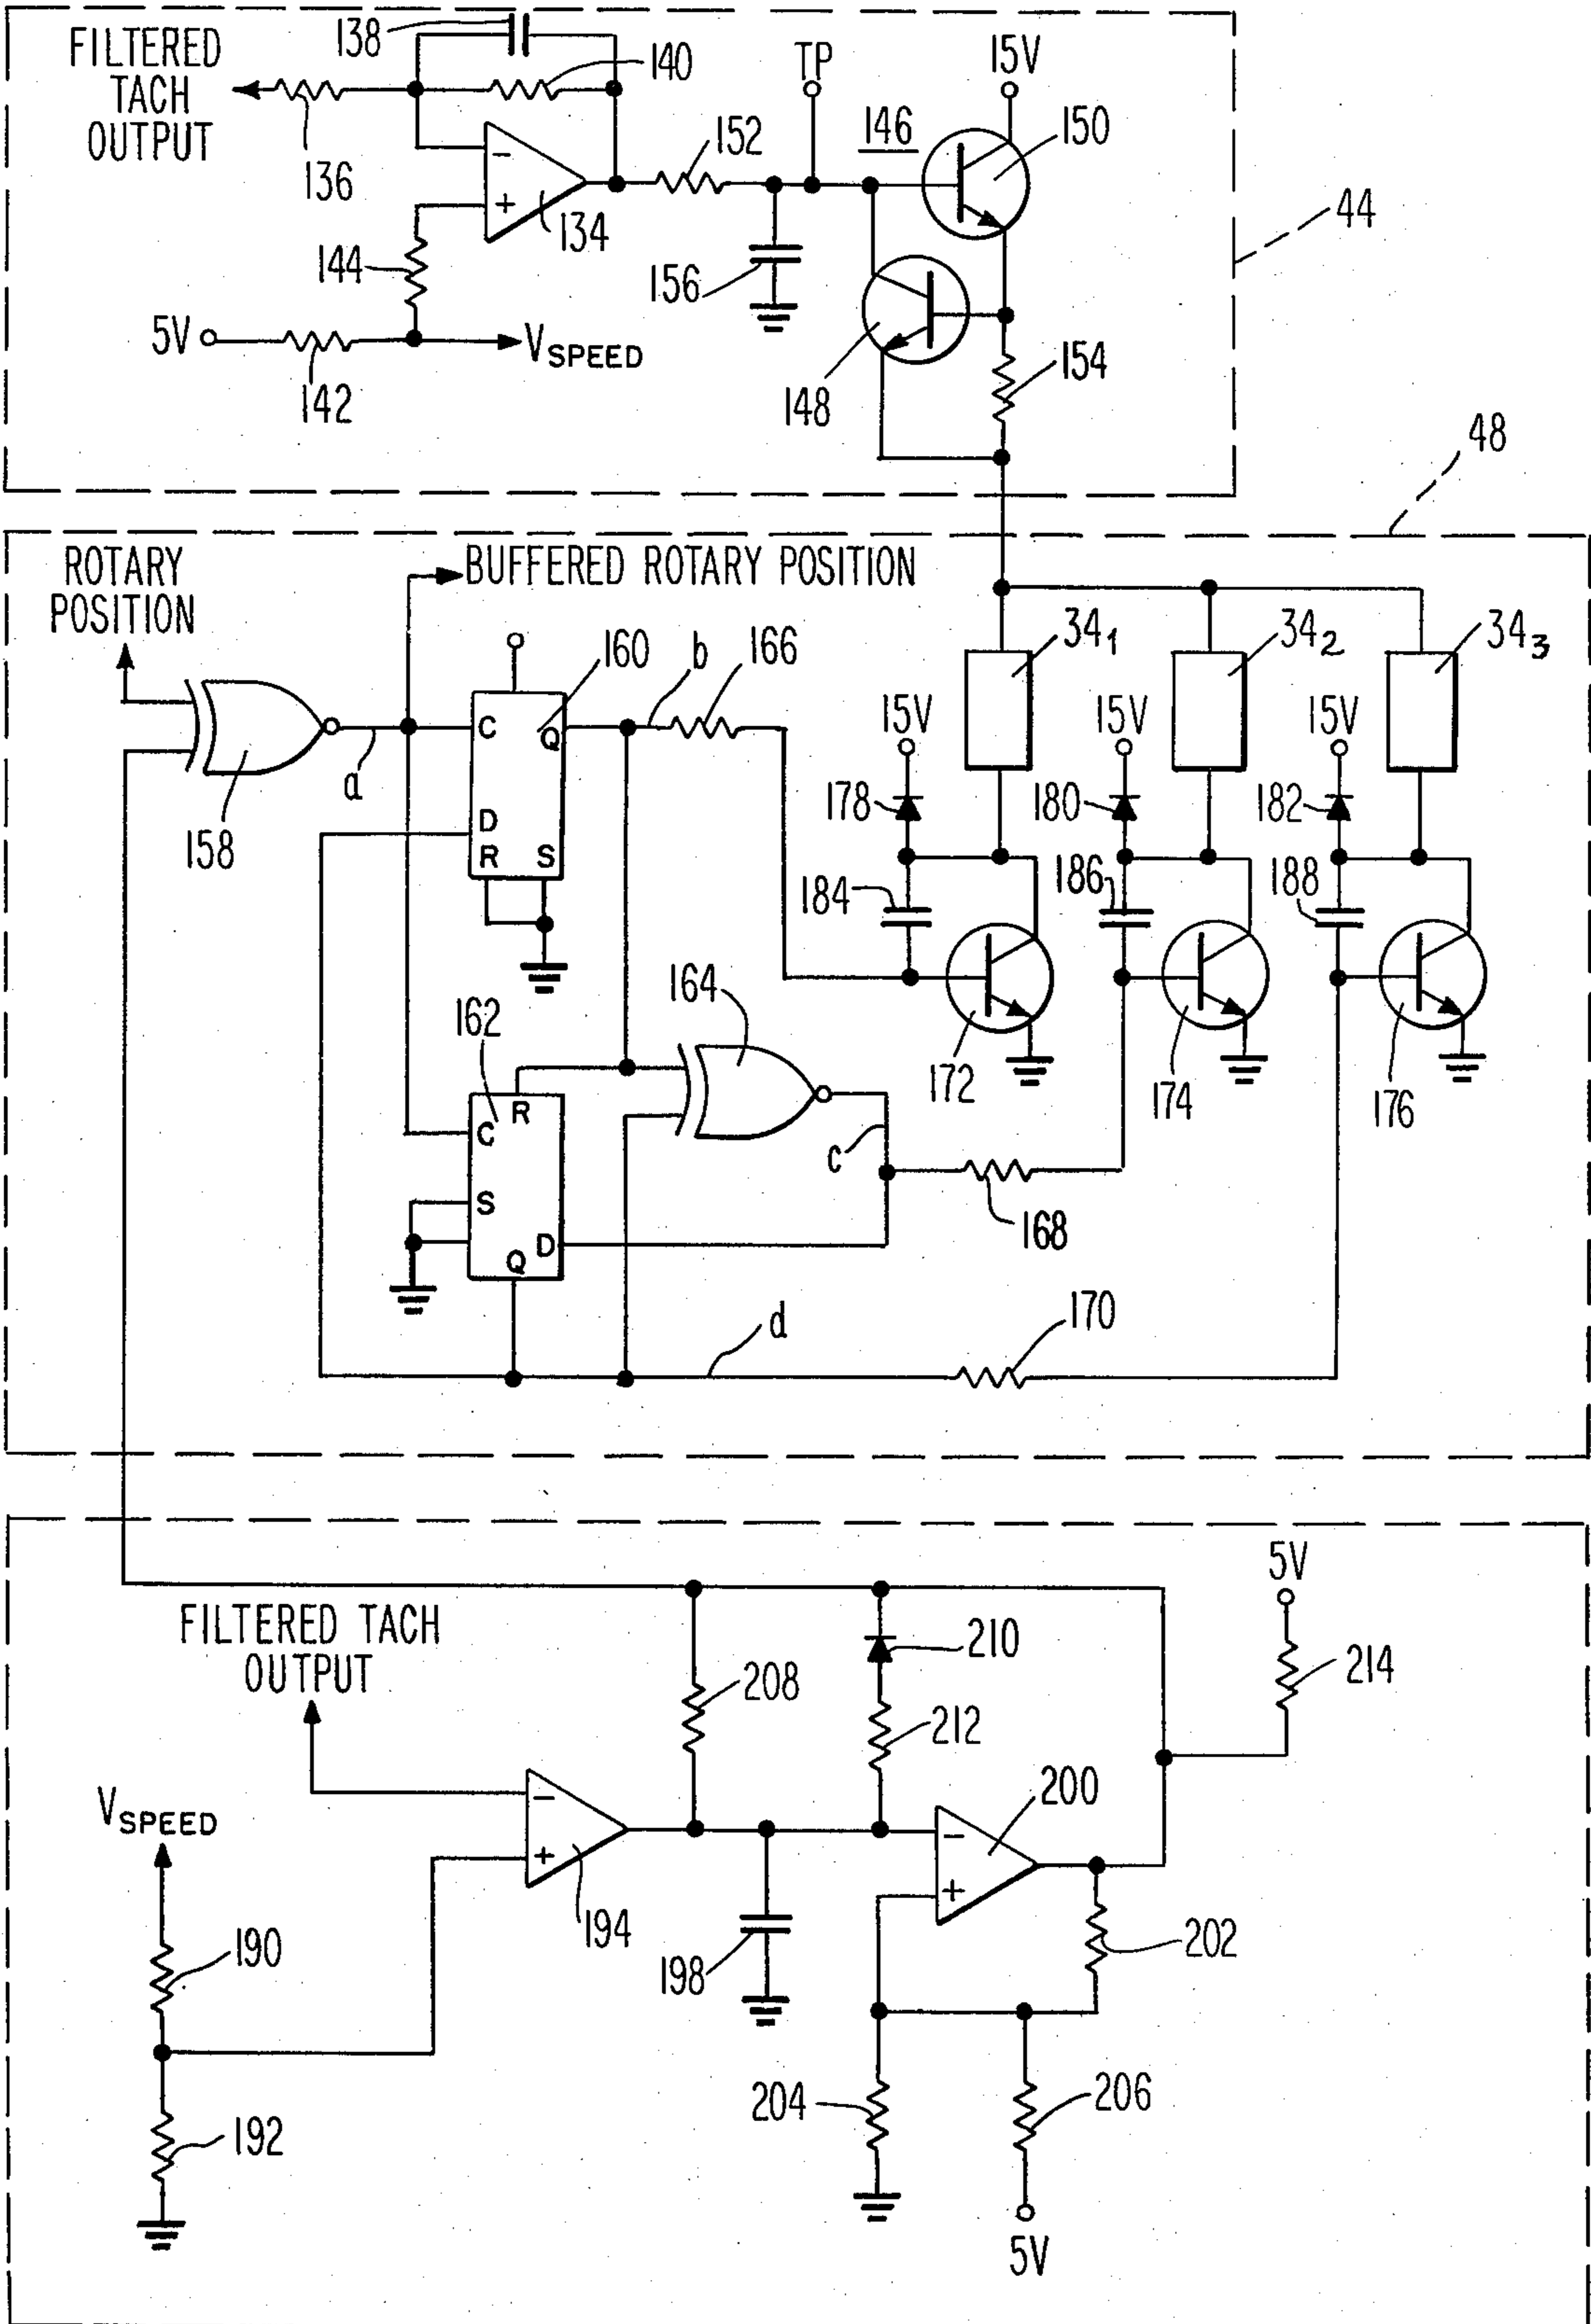 FILTERED
TACH
OUTPUT
138
140
TP
15V
146
150
136
152
-
+
134
44
144
156
5V
VSPEED
142
148
154
48
ROTARY
POSITION
BUFFERED ROTARY POSITION
160
b
166
34₁
34₂
34₃
C
Q
15V
15V
15V
a
158
D
178
180
182
R
S
184
186
188
164
162
R
C
172
174
176
c
S
168
Q
D
d
170
5V
FILTERED TACH
OUTPUT
210
208
214
212
VSPEED
200
-
-
+
+
190
194
198
202
204
206
192
5V